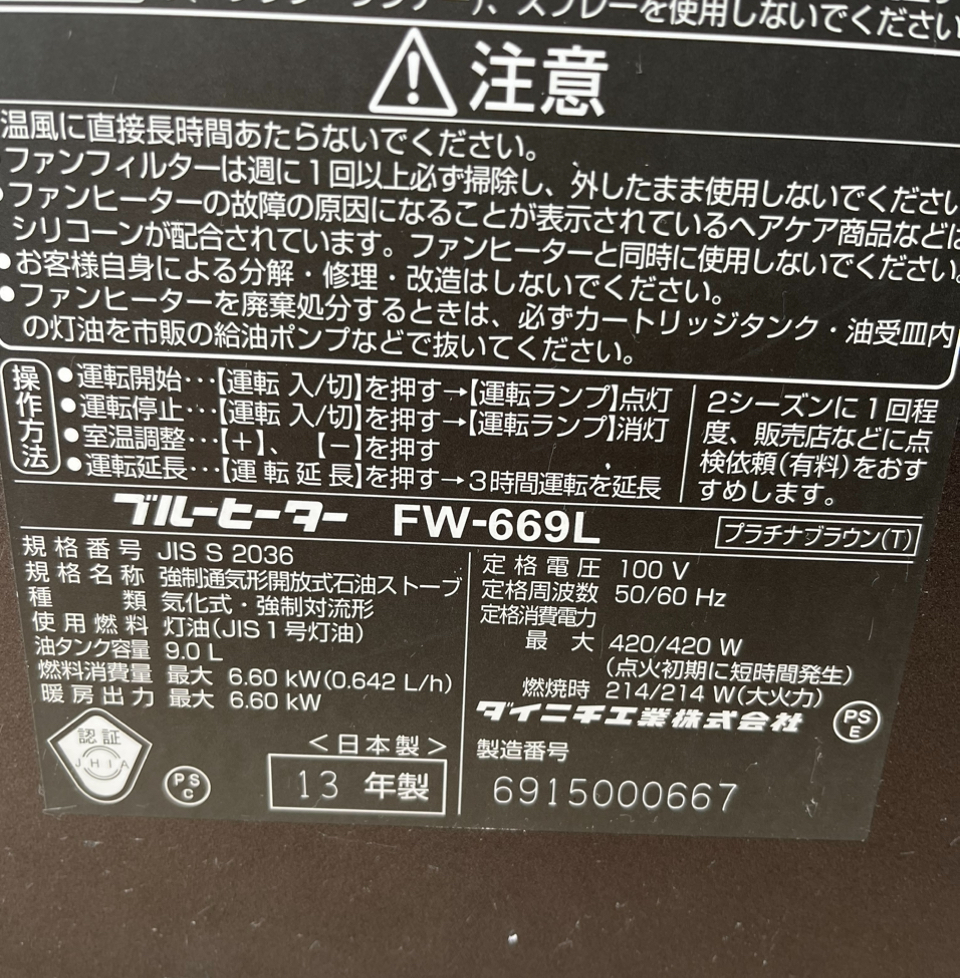 スプレーを使用しないでください
注意
温風に直接長時間あたらないでください。
ファンフィルターは週に1回以上必ず掃除し、外したまま使用しないでください
ファンヒーターの故障の原因になることが表示されているヘアケア商品などは
シリコーンが配合されています。ファンヒーターと同時に使用しないでください。
●お客様自身による分解・修理・改造はしないでください。
●ファンヒーターを廃棄処分するときは、必ずカートリッジタンク・油受皿内
の灯油を市販の給油ポンプなどで抜いてください。
操作方法
●運転開始…【運転 入/切】を押す→【運転ランプ】点灯
●運転停止…【運転 入/切】を押す→【運転ランプ】消灯
●室温調整…【+】、【−】を押す
●運転延長…【運転延長】を押す→3時間運転を延長
2シーズンに1回程
度、販売店などに点
検依頼(有料)をおす
すめします。
ブルーヒーター FW-669L
プラチナブラウン(T)
規格番号 JIS S 2036
規格名称 強制通気形開放式石油ストーブ
種類 気化式・強制対流形
使用燃料 灯油(JIS1号灯油)
油タンク容量 9.0 L
燃料消費量 最大 6.60 kW(0.642 L/h)
暖房出力 最大 6.60 kW
認証
JHIA
PS
C
<日本製>
13 年製
定格電圧 100 V
定格周波数 50/60 Hz
定格消費電力
最大 420/420 W
(点火初期に短時間発生)
燃焼時 214/214 W(大火力)
ダイニチ工業株式会社
PS
E
製造番号
6915000667